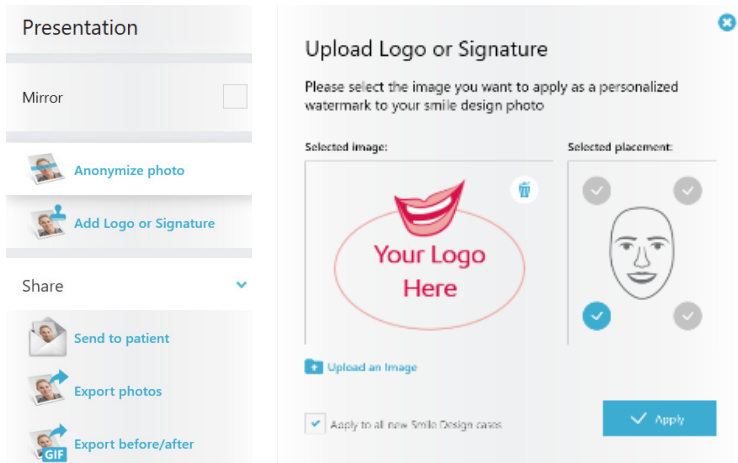 Presentation
Mirror
Anonymize photo
Add Logo or Signature
Share
Send to patient
Export photos
GIF
Export before/after
Upload Logo or Signature
Please select the image you want to apply as a personalized
watermark to your smile design photo
Selected image:
Selected placement:
Your Logo
Here
Upload an Image
Apply to all new Smile Design cases
Apply